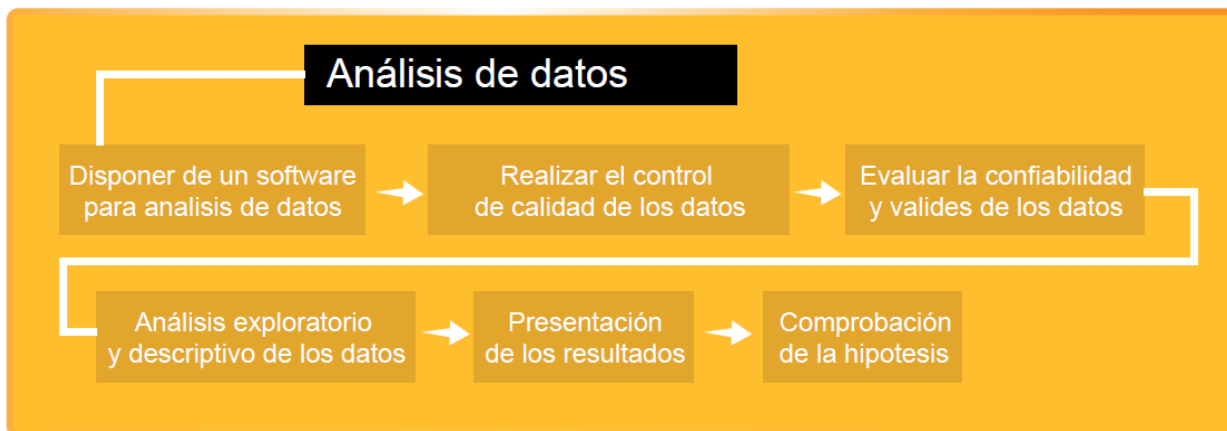 Análisis de datos
Disponer de un software
para analisis de datos
Realizar el control
de calidad de los datos
Evaluar la confiabilidad
y valides de los datos
Análisis exploratorio
y descriptivo de los datos
Presentación
de los resultados
Comprobación
de la hipotesis